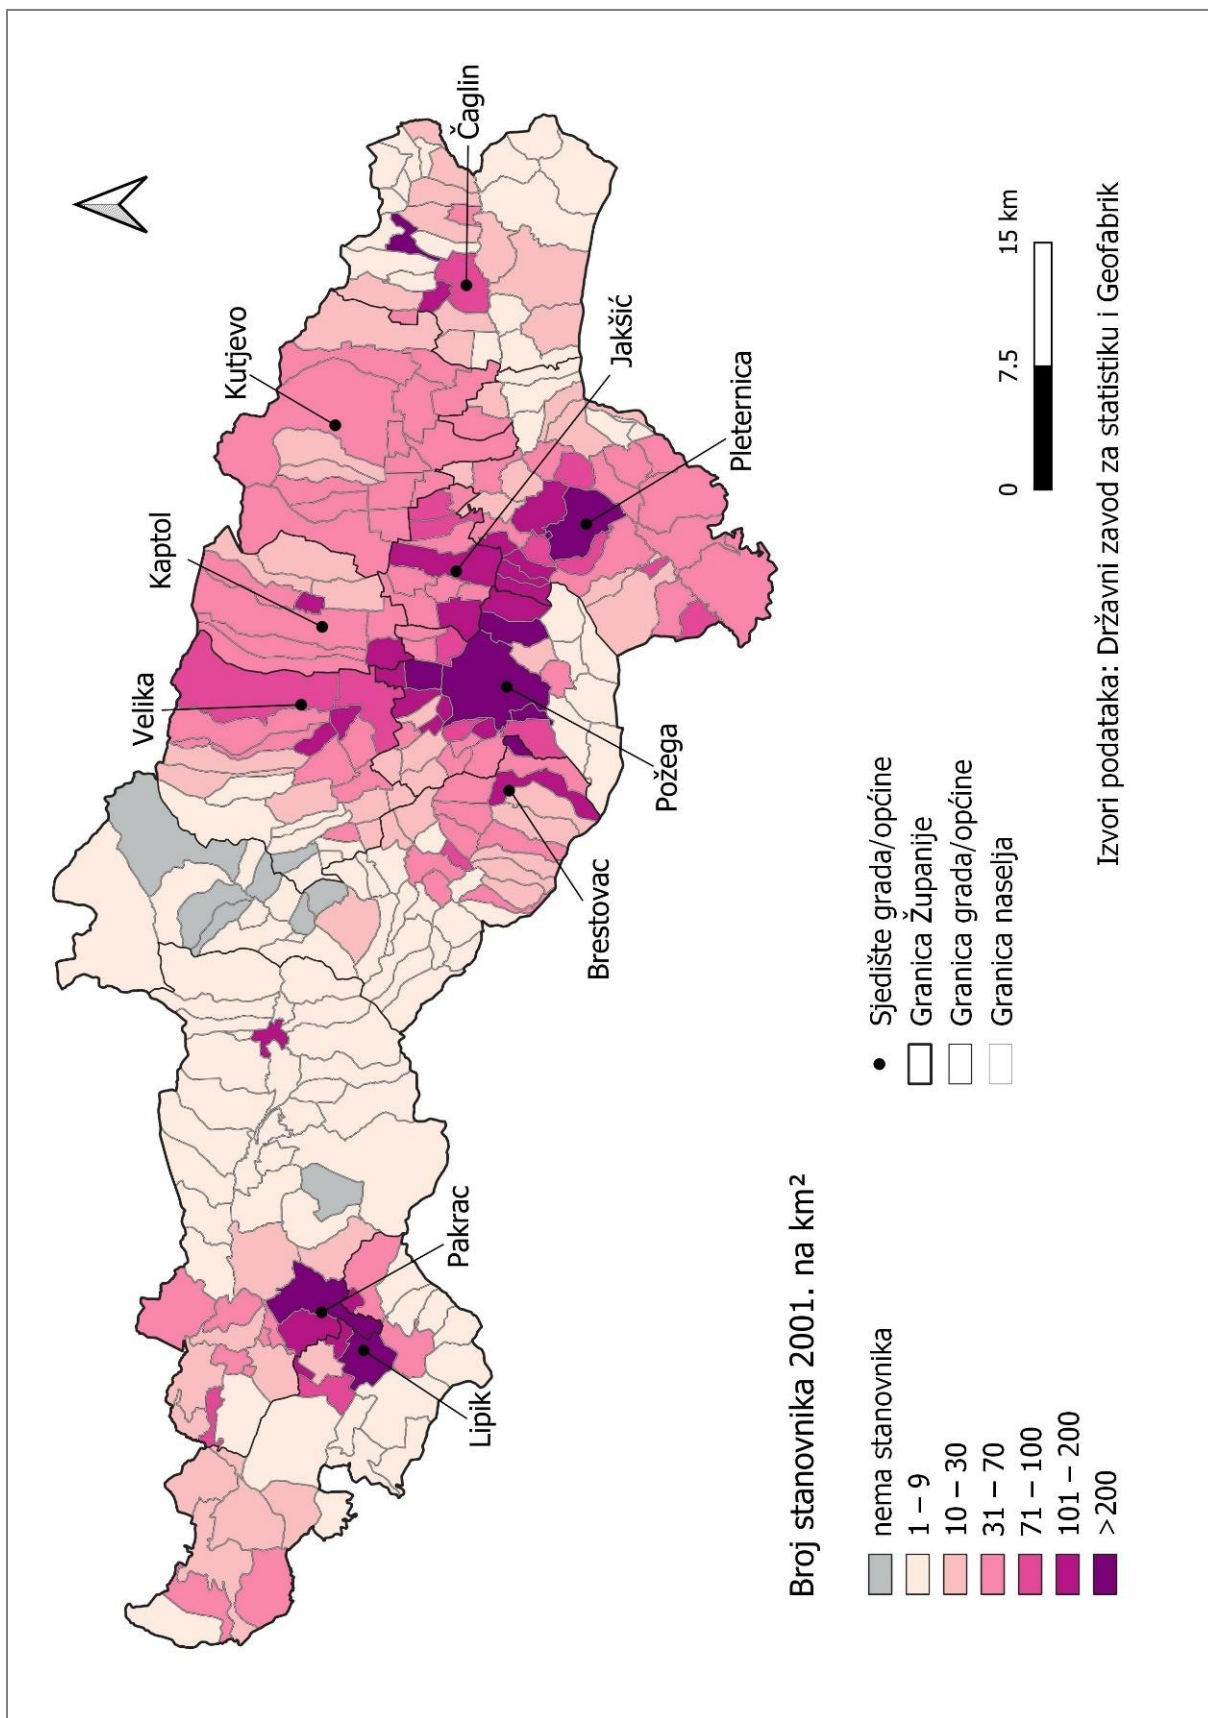 Čaglin
Kutjevo
Jakšić
Kaptol
Pleternica
Velika
Požega
Brestovac
Pakrac
Lipik
Broj stanovnika 2001. na km²
nema stanovnika
1 – 9
10 – 30
31 – 70
71 – 100
101 – 200
>200
Sjedište grada/općine
Granica Županije
Granica grada/općine
Granica naselja
0 7.5 15 km
Izvori podataka: Državni zavod za statistiku i Geofabrik